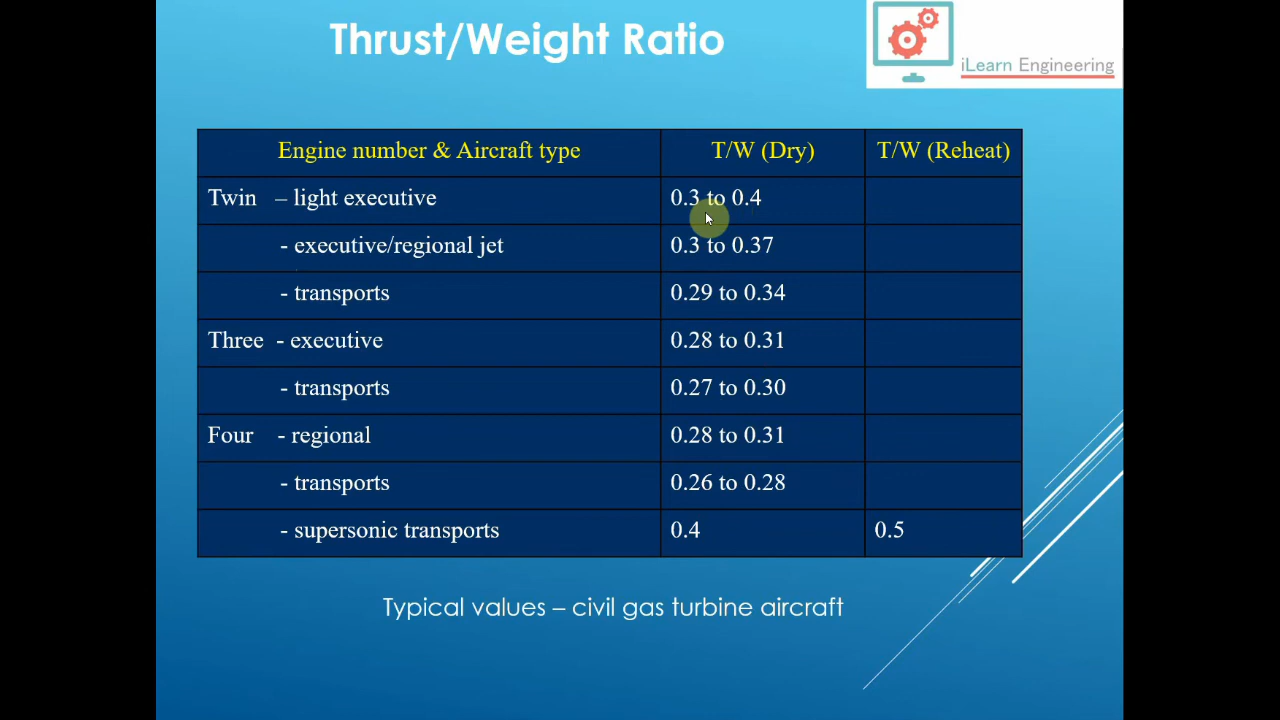 Thrust/Weight Ratio
iLearn Engineering
Engine number & Aircraft type T/W (Dry) T/W (Reheat)
Twin – light executive 0.3 to 0.4
- executive/regional jet 0.3 to 0.37
- transports 0.29 to 0.34
Three - executive 0.28 to 0.31
- transports 0.27 to 0.30
Four - regional 0.28 to 0.31
- transports 0.26 to 0.28
- supersonic transports 0.4 0.5
Typical values – civil gas turbine aircraft